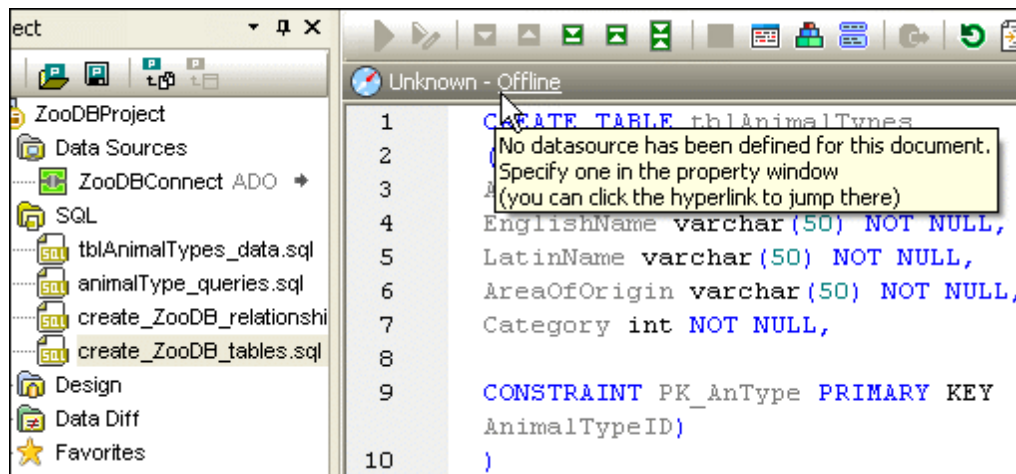 ect
ZooDBProject
Data Sources
ZooDBConnect ADO
SQL
tblAnimalTypes_data.sql
animalType_queries.sql
create_ZooDB_relationshi
create_ZooDB_tables.sql
Design
Data Diff
Favorites
Unknown - Offline
1 CREATE TABLE tblAnimalTypes
No datasource has been defined for this document.
Specify one in the property window
(you can click the hyperlink to jump there)
2 (
3 A
4 EnglishName varchar(50) NOT NULL,
5 LatinName varchar(50) NOT NULL,
6 AreaOfOrigin varchar(50) NOT NULL,
7 Category int NOT NULL,
8
9 CONSTRAINT PK_AnType PRIMARY KEY
AnimalTypeID)
10 )